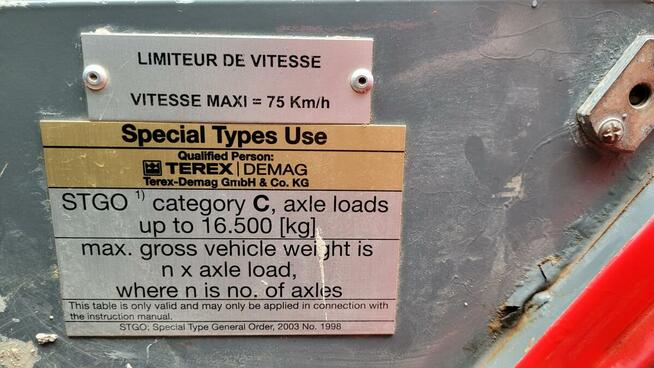 LIMITEUR DE VITESSE
VITESSE MAXI = 75 Km/h
Special Types Use
Qualified Person:
TEREX | DEMAG
Terex-Demag GmbH & Co. KG
STGO 1) category C, axle loads
up to 16.500 [kg]
max. gross vehicle weight is
n x axle load,
where n is no. of axles
This table is only valid and may only be applied in connection with
the instruction manual.
STGO; Special Type General Order, 2003 No. 1998